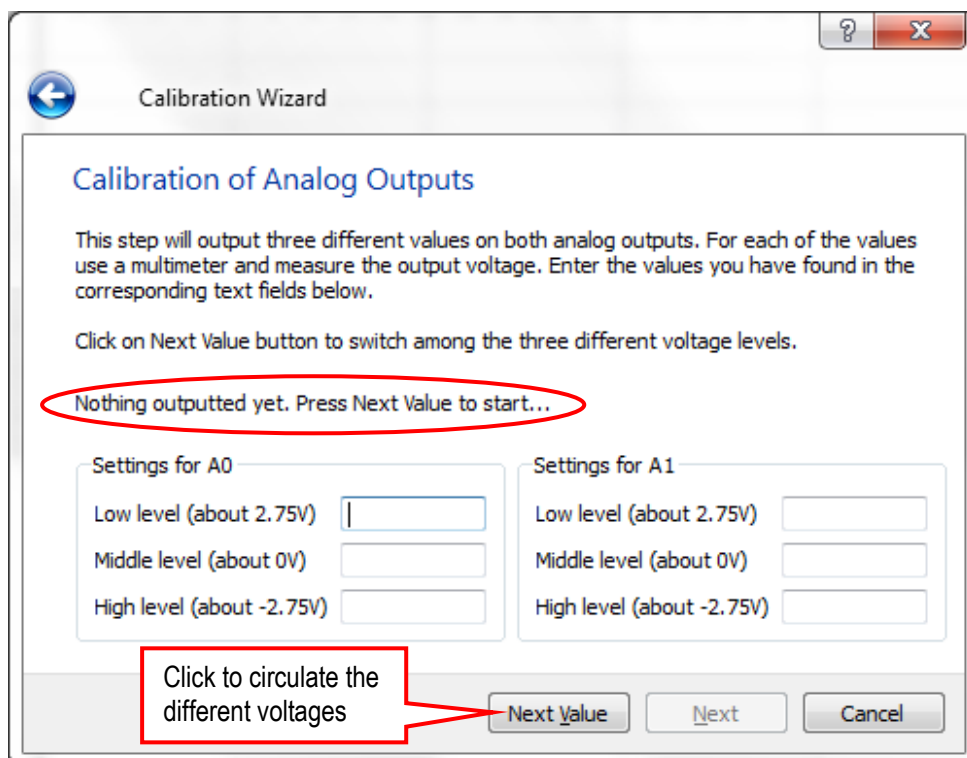 ?
Calibration Wizard
Calibration of Analog Outputs
This step will output three different values on both analog outputs. For each of the values
use a multimeter and measure the output voltage. Enter the values you have found in the
corresponding text fields below.
Click on Next Value button to switch among the three different voltage levels.
Nothing outputted yet. Press Next Value to start...
Settings for A0
Low level (about 2.75V)
Middle level (about 0V)
High level (about -2.75V)
Settings for A1
Low level (about 2.75V)
Middle level (about 0V)
High level (about -2.75V)
Click to circulate the
different voltages
Next Value
Next
Cancel